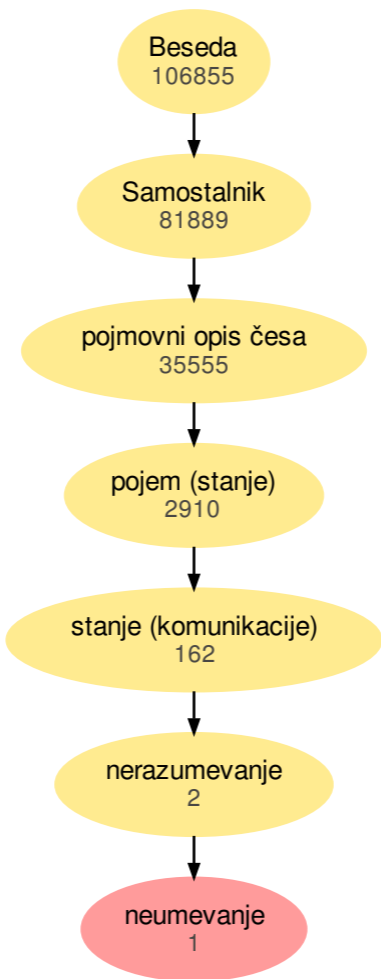 Beseda
106855
Samostalnik
81889
pojmovni opis česa
35555
pojem (stanje)
2910
stanje (komunikacije)
162
nerazumevanje
2
neumevanje
1